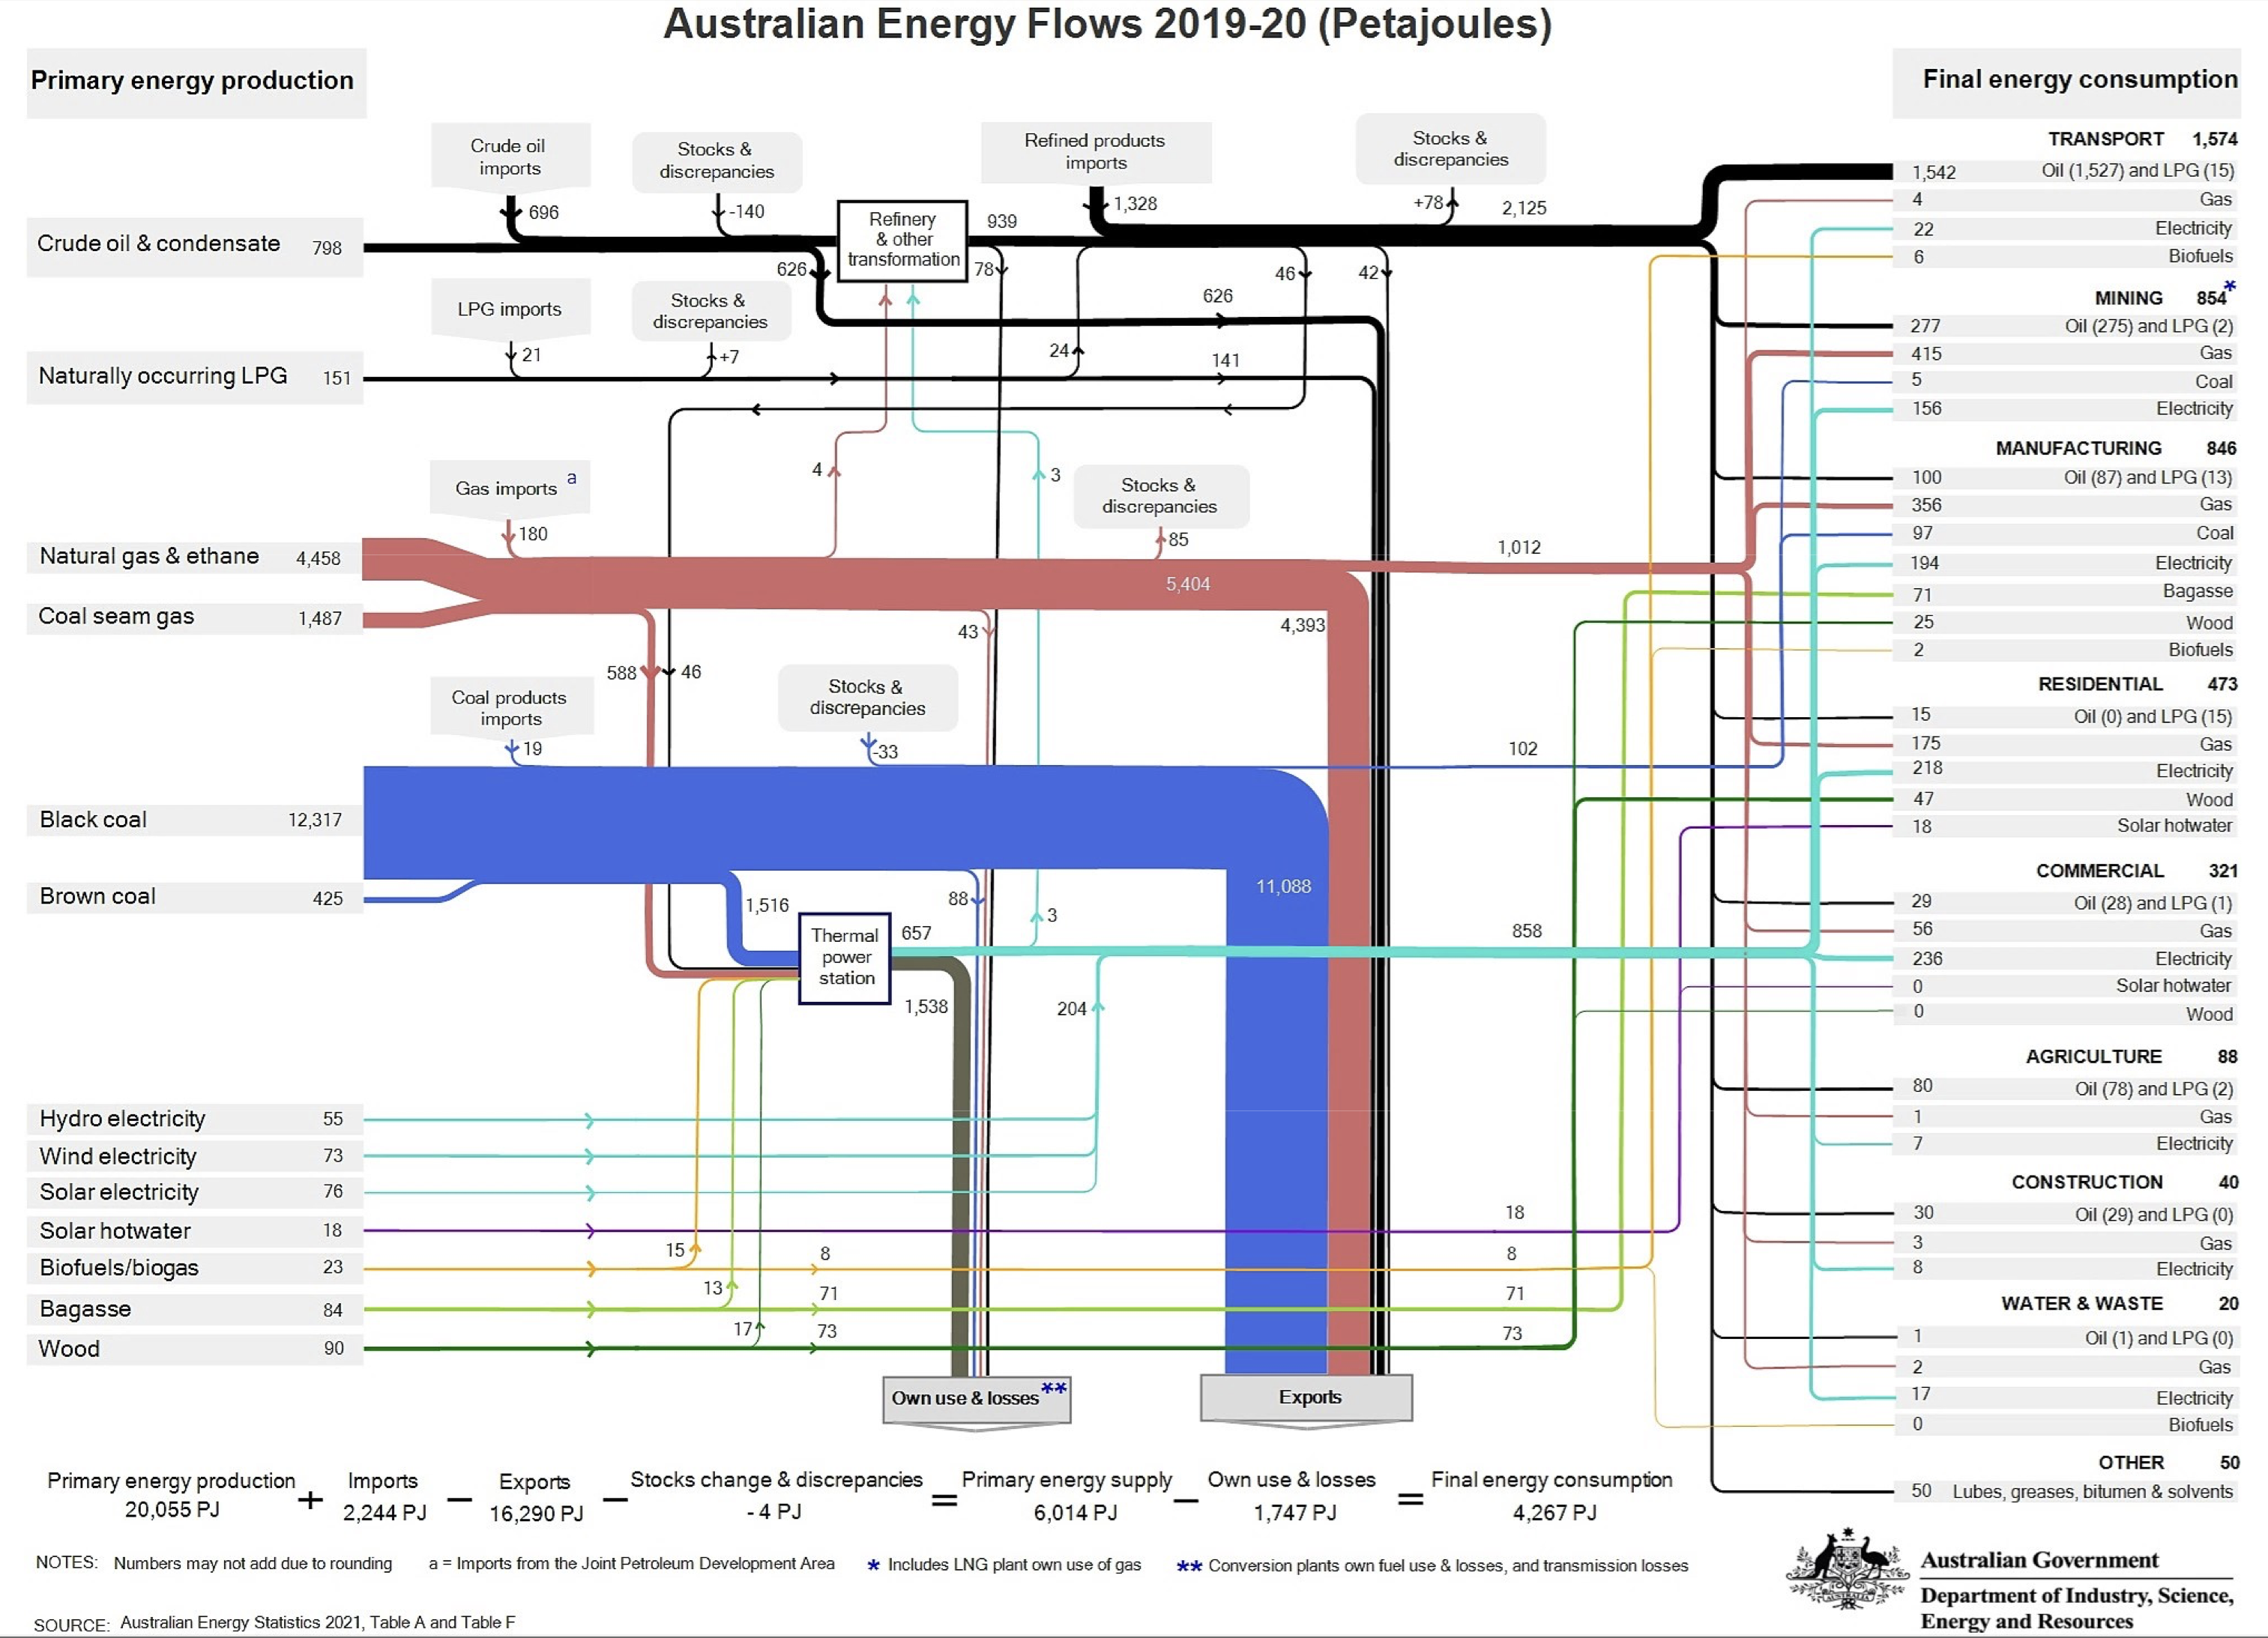 Australian Energy Flows 2019-20 (Petajoules)
Primary energy production
Final energy consumption
Crude oil
imports
696
Stocks &
discrepancies
-140
Refined products
imports
1,328
Stocks &
discrepancies
+78
2,125
Crude oil & condensate 798
Refinery
& other
transformation
939
626
78
46
42
626
LPG imports
21
Stocks &
discrepancies
+7
24
141
Naturally occurring LPG 151
Gas imports a
180
4
3
Stocks &
discrepancies
85
Natural gas & ethane 4,458
1,012
5,404
Coal seam gas 1,487
43
4,393
588
46
Coal products
imports
19
Stocks &
discrepancies
-33
102
Black coal 12,317
11,088
Brown coal 425
1,516
88
3
Thermal
power
station
657
858
1,538
204
Hydro electricity 55
Wind electricity 73
Solar electricity 76
Solar hotwater 18
18
Biofuels/biogas 23
15
8
8
Bagasse 84
13
71
71
Wood 90
17
73
73
Own use & losses**
Exports
TRANSPORT 1,574
1,542 Oil (1,527) and LPG (15)
4 Gas
22 Electricity
6 Biofuels
MINING 854*
277 Oil (275) and LPG (2)
415 Gas
5 Coal
156 Electricity
MANUFACTURING 846
100 Oil (87) and LPG (13)
356 Gas
97 Coal
194 Electricity
71 Bagasse
25 Wood
2 Biofuels
RESIDENTIAL 473
15 Oil (0) and LPG (15)
175 Gas
218 Electricity
47 Wood
18 Solar hotwater
COMMERCIAL 321
29 Oil (28) and LPG (1)
56 Gas
236 Electricity
0 Solar hotwater
0 Wood
AGRICULTURE 88
80 Oil (78) and LPG (2)
1 Gas
7 Electricity
CONSTRUCTION 40
30 Oil (29) and LPG (0)
3 Gas
8 Electricity
WATER & WASTE 20
1 Oil (1) and LPG (0)
2 Gas
17 Electricity
0 Biofuels
OTHER 50
50 Lubes, greases, bitumen & solvents
Primary energy production + Imports − Exports − Stocks change & discrepancies = Primary energy supply − Own use & losses = Final energy consumption
20,055 PJ 2,244 PJ 16,290 PJ - 4 PJ 6,014 PJ 1,747 PJ 4,267 PJ
NOTES: Numbers may not add due to rounding a = Imports from the Joint Petroleum Development Area * Includes LNG plant own use of gas ** Conversion plants own fuel use & losses, and transmission losses
SOURCE: Australian Energy Statistics 2021, Table A and Table F
Australian Government
Department of Industry, Science,
Energy and Resources